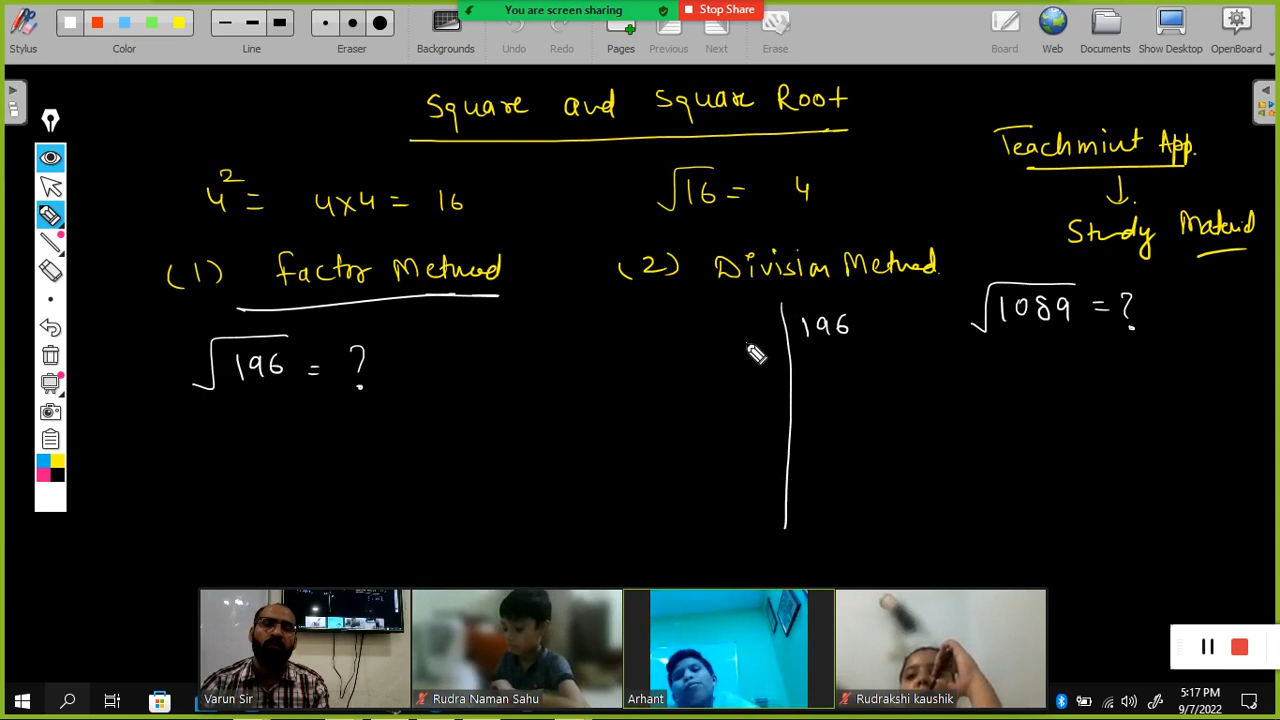 You are screen sharing
Stop Share
Stylus Color Line Eraser Backgrounds Undo Redo Pages Previous Next Erase Board Web Documents Show Desktop OpenBoard
Square and Square Root
Teachmint App.
4² = 4x4 = 16
√16 = 4
Study Material
(1) Factor Method
(2) Division Method
√196 = ?
196
√1089 = ?
Varun Sir
Rudra Naman Sahu
Arhant
Rudrakshi kaushik
5:17 PM
9/7/2022